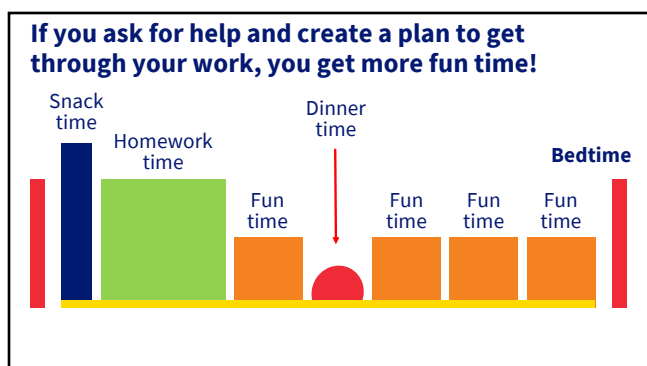 If you ask for help and create a plan to get
through your work, you get more fun time!
Snack
time
Homework
time
Fun
time
Dinner
time
Fun
time
Fun
time
Fun
time
Bedtime